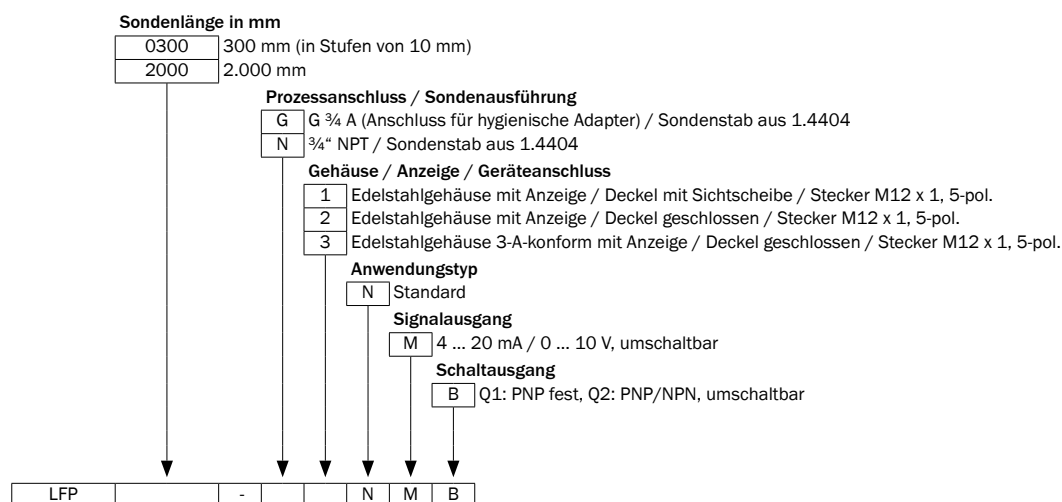 Sondenlänge in mm
0300 300 mm (in Stufen von 10 mm)
2000 2.000 mm
Prozessanschluss / Sondenausführung
G G ¾ A (Anschluss für hygienische Adapter) / Sondenstab aus 1.4404
N ¾“ NPT / Sondenstab aus 1.4404
Gehäuse / Anzeige / Geräteanschluss
1 Edelstahlgehäuse mit Anzeige / Deckel mit Sichtscheibe / Stecker M12 x 1, 5-pol.
2 Edelstahlgehäuse mit Anzeige / Deckel geschlossen / Stecker M12 x 1, 5-pol.
3 Edelstahlgehäuse 3-A-konform mit Anzeige / Deckel geschlossen / Stecker M12 x 1, 5-pol.
Anwendungstyp
N Standard
Signalausgang
M 4 ... 20 mA / 0 ... 10 V, umschaltbar
Schaltausgang
B Q1: PNP fest, Q2: PNP/NPN, umschaltbar
LFP - N M B